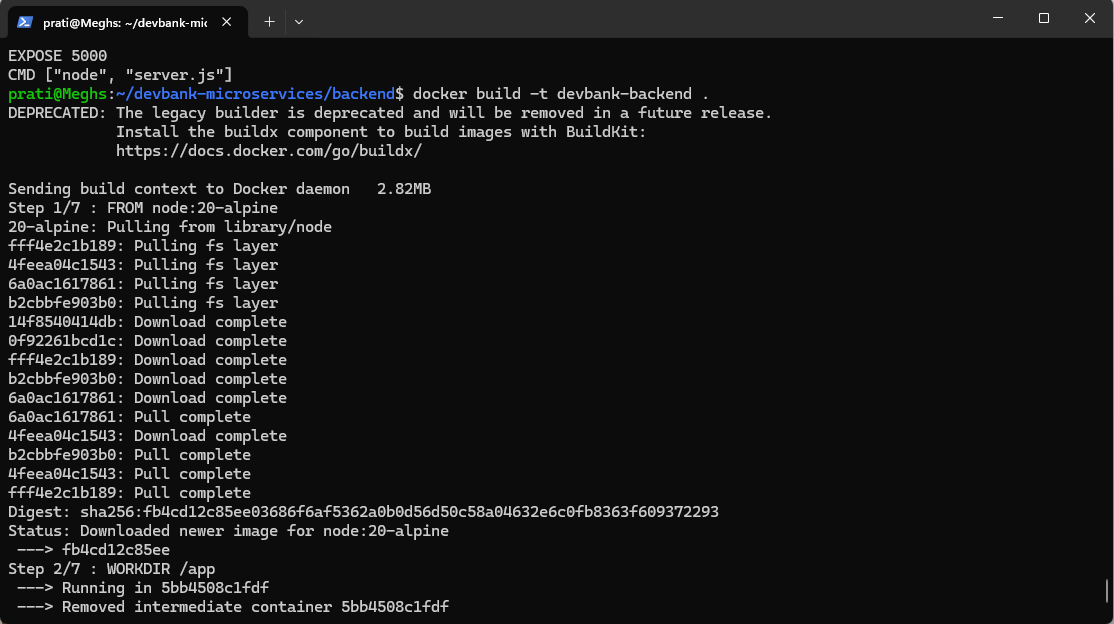 prati@Meghs: ~/devbank-mic
EXPOSE 5000
CMD ["node", "server.js"]
prati@Meghs:~/devbank-microservices/backend$ docker build -t devbank-backend .
DEPRECATED: The legacy builder is deprecated and will be removed in a future release.
            Install the buildx component to build images with BuildKit:
            https://docs.docker.com/go/buildx/

Sending build context to Docker daemon   2.82MB
Step 1/7 : FROM node:20-alpine
20-alpine: Pulling from library/node
fff4e2c1b189: Pulling fs layer
4feea04c1543: Pulling fs layer
6a0ac1617861: Pulling fs layer
b2cbbfe903b0: Pulling fs layer
14f8540414db: Download complete
0f92261bcd1c: Download complete
fff4e2c1b189: Download complete
b2cbbfe903b0: Download complete
6a0ac1617861: Download complete
6a0ac1617861: Pull complete
4feea04c1543: Download complete
b2cbbfe903b0: Pull complete
4feea04c1543: Pull complete
fff4e2c1b189: Pull complete
Digest: sha256:fb4cd12c85ee03686f6af5362a0b0d56d50c58a04632e6c0fb8363f609372293
Status: Downloaded newer image for node:20-alpine
 ---> fb4cd12c85ee
Step 2/7 : WORKDIR /app
 ---> Running in 5bb4508c1fdf
 ---> Removed intermediate container 5bb4508c1fdf